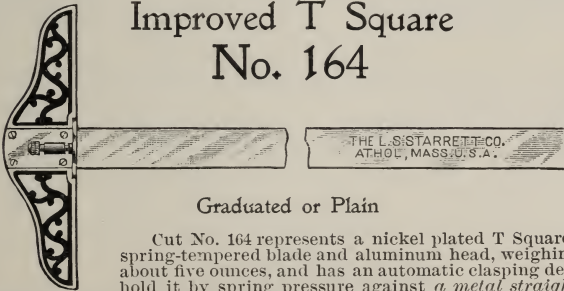 Improved T Square
No. 164
THE L.S. STARRETT CO.
ATHOL, MASS. U.S.A.
Graduated or Plain
Cut No. 164 represents a nickel plated T Square
spring-tempered blade and aluminum head, weighin
about five ounces, and has an automatic clasping de
hold it by spring pressure against a metal straigh